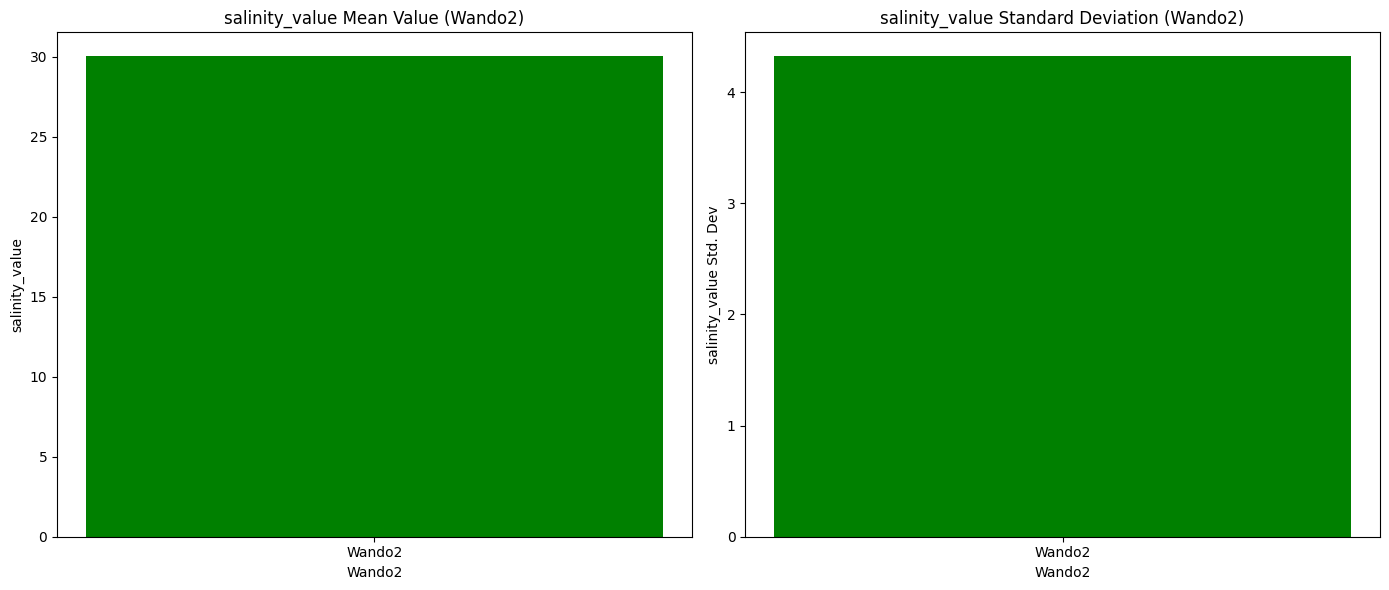 salinity_value Mean Value (Wando2)
salinity_value
30
25
20
15
10
5
0
Wando2
Wando2
salinity_value Standard Deviation (Wando2)
salinity_value Std. Dev
4
3
2
1
0
Wando2
Wando2